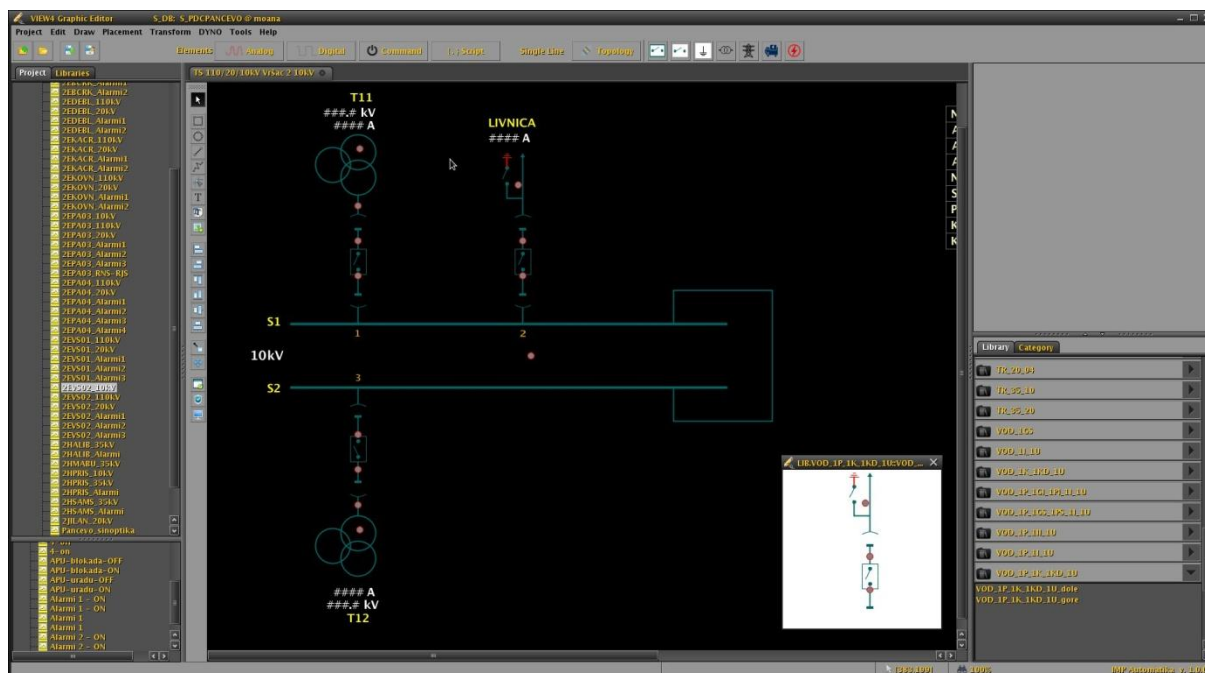 VIEW4 Graphic Editor S_DB: S_PDCPANCEVO @ moana
Project Edit Draw Placement Transform DYNO Tools Help
Elements Analog Digital Command {..} Script Single Line Topology
Project Libraries
TS 110/20/10kV Vršac 2 10kV
2EBCRK_Alarmi1
2EBCRK_Alarmi2
2EDEBL_110kV
2EDEBL_20kV
2EDEBL_Alarmi1
2EDEBL_Alarmi2
2EKACR_110kV
2EKACR_20kV
2EKACR_Alarmi1
2EKACR_Alarmi2
2EKOVN_110kV
2EKOVN_20kV
2EKOVN_Alarmi1
2EKOVN_Alarmi2
2EPA03_10kV
2EPA03_110kV
2EPA03_20kV
2EPA03_Alarmi1
2EPA03_Alarmi2
2EPA03_Alarmi3
2EPA03_RNS-RJS
2EPA04_110kV
2EPA04_20kV
2EPA04_Alarmi1
2EPA04_Alarmi2
2EPA04_Alarmi3
2EPA04_Alarmi4
2EVS01_110kV
2EVS01_20kV
2EVS01_Alarmi1
2EVS01_Alarmi2
2EVS01_Alarmi3
2EVS02_10kV
2EVS02_110kV
2EVS02_20kV
2EVS02_Alarmi1
2EVS02_Alarmi2
2EVS02_Alarmi3
2HALIB_35kV
2HALIB_Alarmi
2HMABU_35kV
2HPRIS_10kV
2HPRIS_35kV
2HPRIS_Alarmi
2HSAMS_35kV
2HSAMS_Alarmi
2JILAN_20kV
Pancevo_sinoptika
4-on
APU-blokada-OFF
APU-blokada-ON
APU-uradu-OFF
APU-uradu-ON
Alarmi 1 - ON
Alarmi 1
Alarmi 1
Alarmi 2 - ON
Alarmi 2 - ON
T11
###.# kV
#### A
LIVNICA
#### A
S1
1
2
10kV
3
S2
#### A
###.# kV
T12
N
A
A
A
N
S
P
K
K
LIB.VOD_1P_1K_1KD_1U::VOD_...
Library Category
TR_20_04
TR_35_10
TR_35_20
VOD_1GS
VOD_1I_1U
VOD_1K_1KD_1U
VOD_1P_1GI_1PI_1I_1U
VOD_1P_1GS_1PS_1I_1U
VOD_1P_1II_1U
VOD_1P_1I_1U
VOD_1P_1K_1KD_1U
VOD_1P_1K_1KD_1U_dole
VOD_1P_1K_1KD_1U_gore
[383,199] 100% IMP Automatika v. 1.0.0